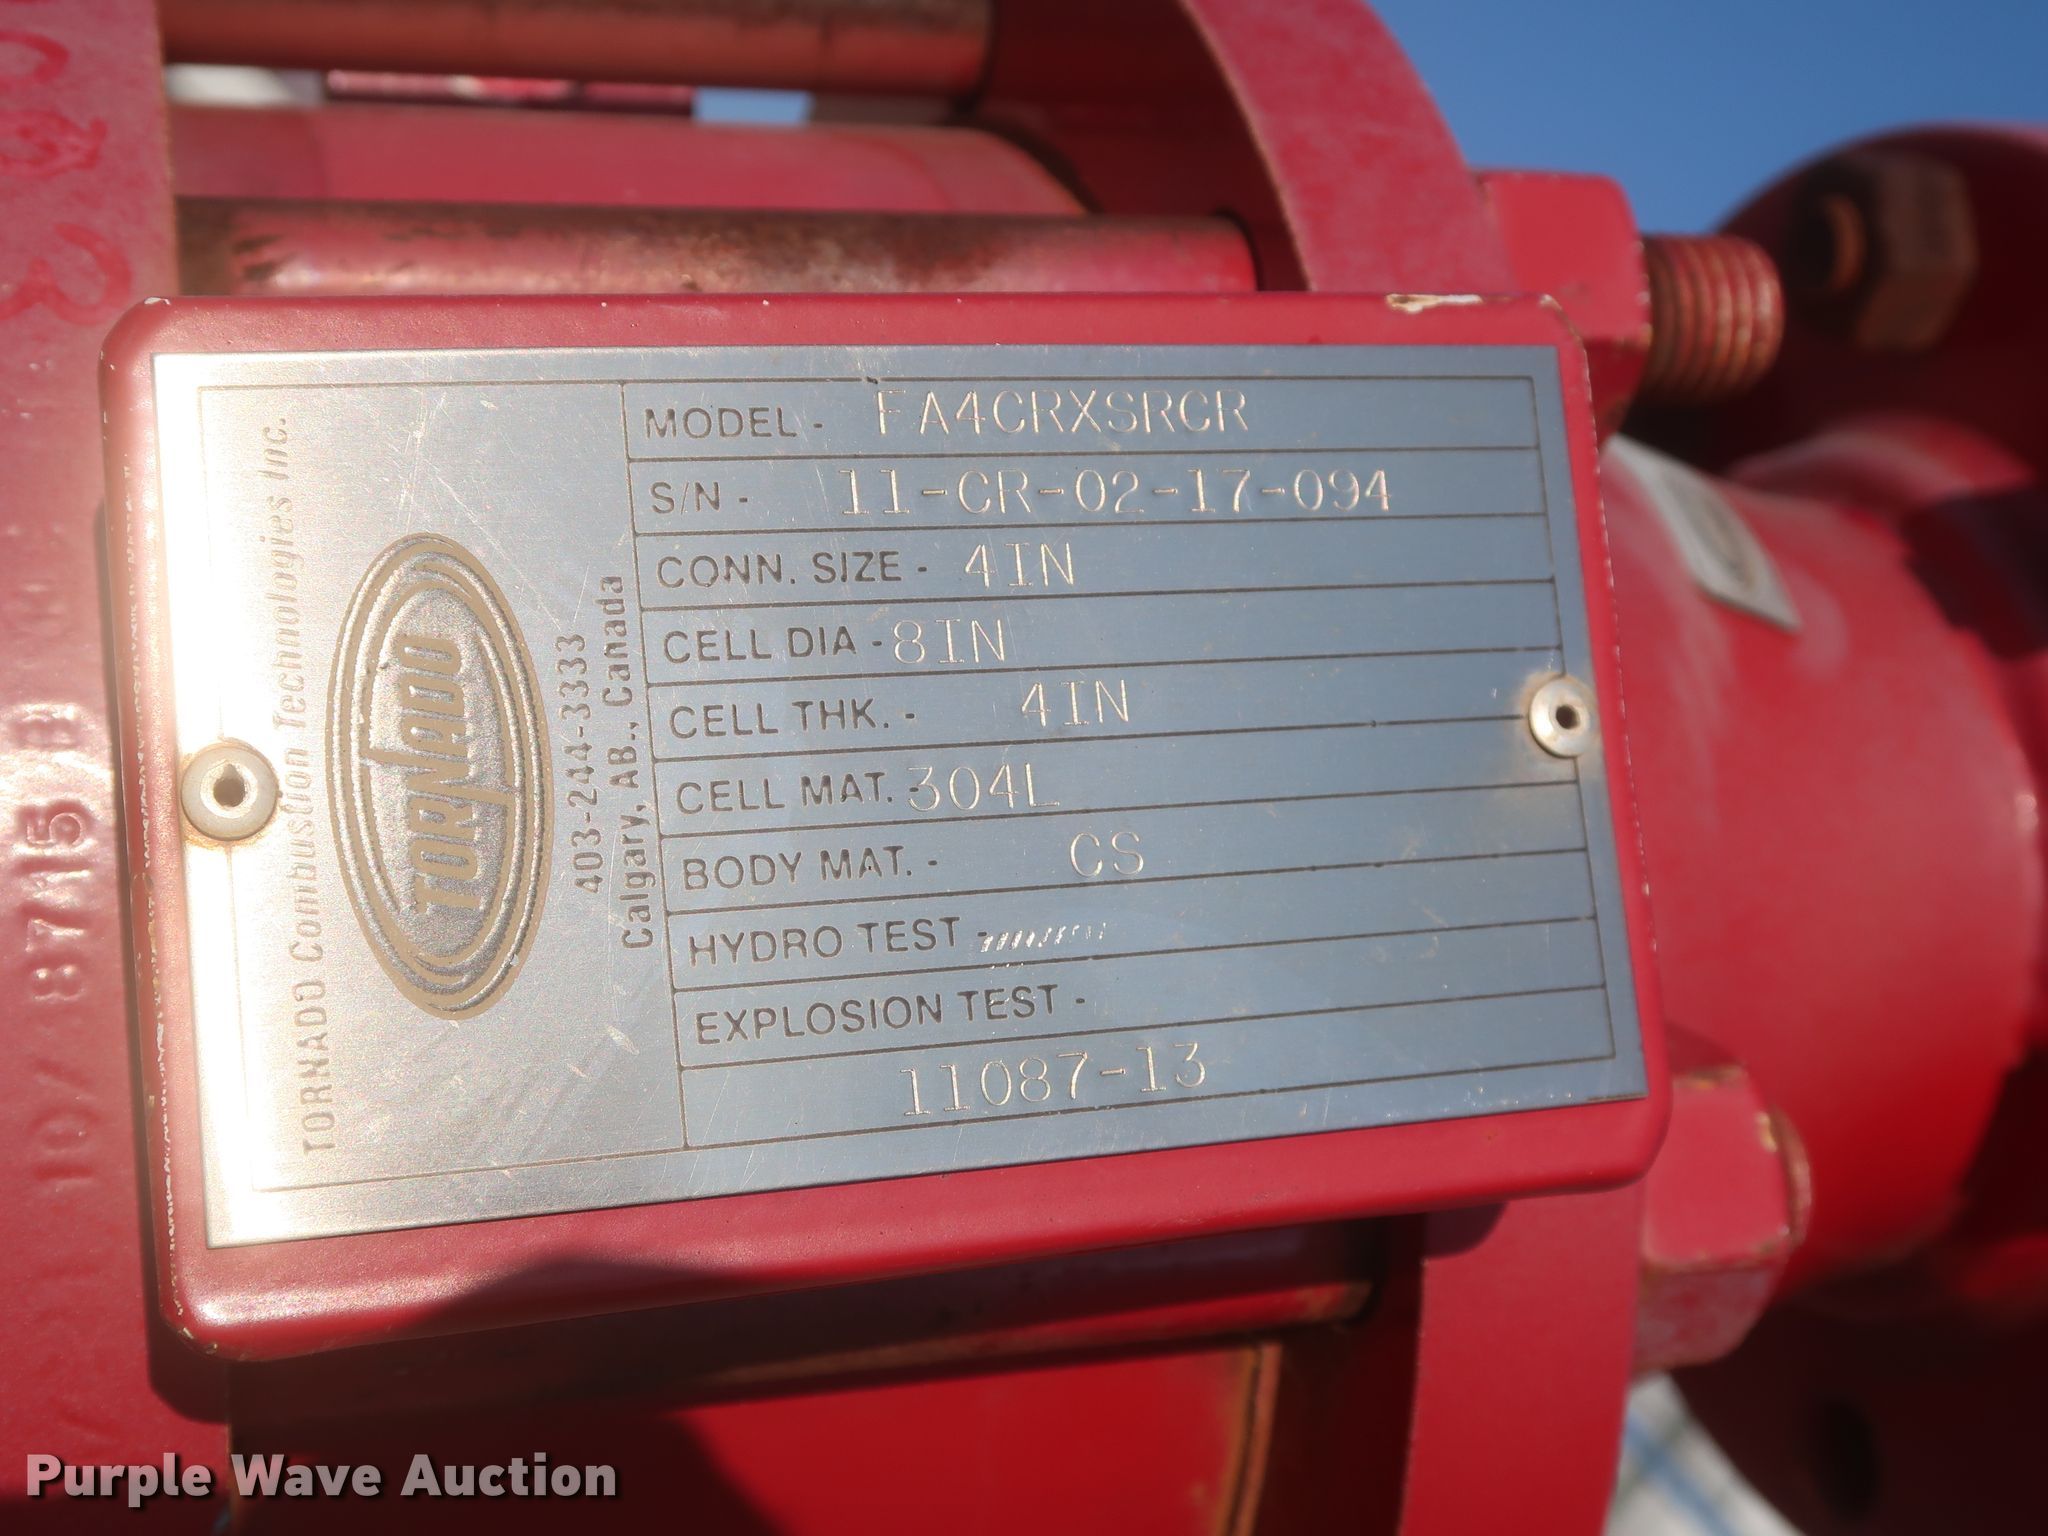 TORNADO Combustion Technologies Inc.
TORNADO
403-244-3333
Calgary, AB., Canada
MODEL - FA4CRXSRCR
S/N - 11-CR-02-17-094
CONN. SIZE - 4IN
CELL DIA - 8IN
CELL THK. - 4IN
CELL MAT. 304L
BODY MAT. - CS
HYDRO TEST -
EXPLOSION TEST -
11087-13
Purple Wave Auction